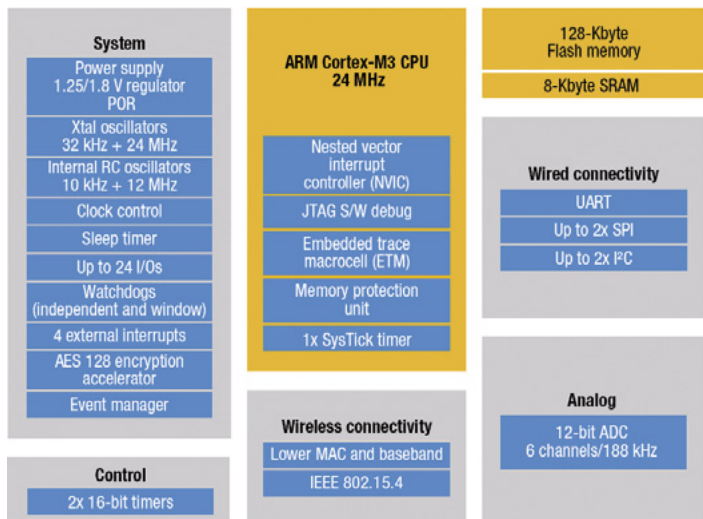 System
Power supply
1.25/1.8 V regulator
POR
Xtal oscillators
32 kHz + 24 MHz
Internal RC oscillators
10 kHz + 12 MHz
Clock control
Sleep timer
Up to 24 I/Os
Watchdogs
(independent and window)
4 external interrupts
AES 128 encryption
accelerator
Event manager
Control
2x 16-bit timers
ARM Cortex-M3 CPU
24 MHz
Nested vector
interrupt
controller (NVIC)
JTAG S/W debug
Embedded trace
macrocell (ETM)
Memory protection
unit
1x SysTick timer
Wireless connectivity
Lower MAC and baseband
IEEE 802.15.4
128-Kbyte
Flash memory
8-Kbyte SRAM
Wired connectivity
UART
Up to 2x SPI
Up to 2x I²C
Analog
12-bit ADC
6 channels/188 kHz